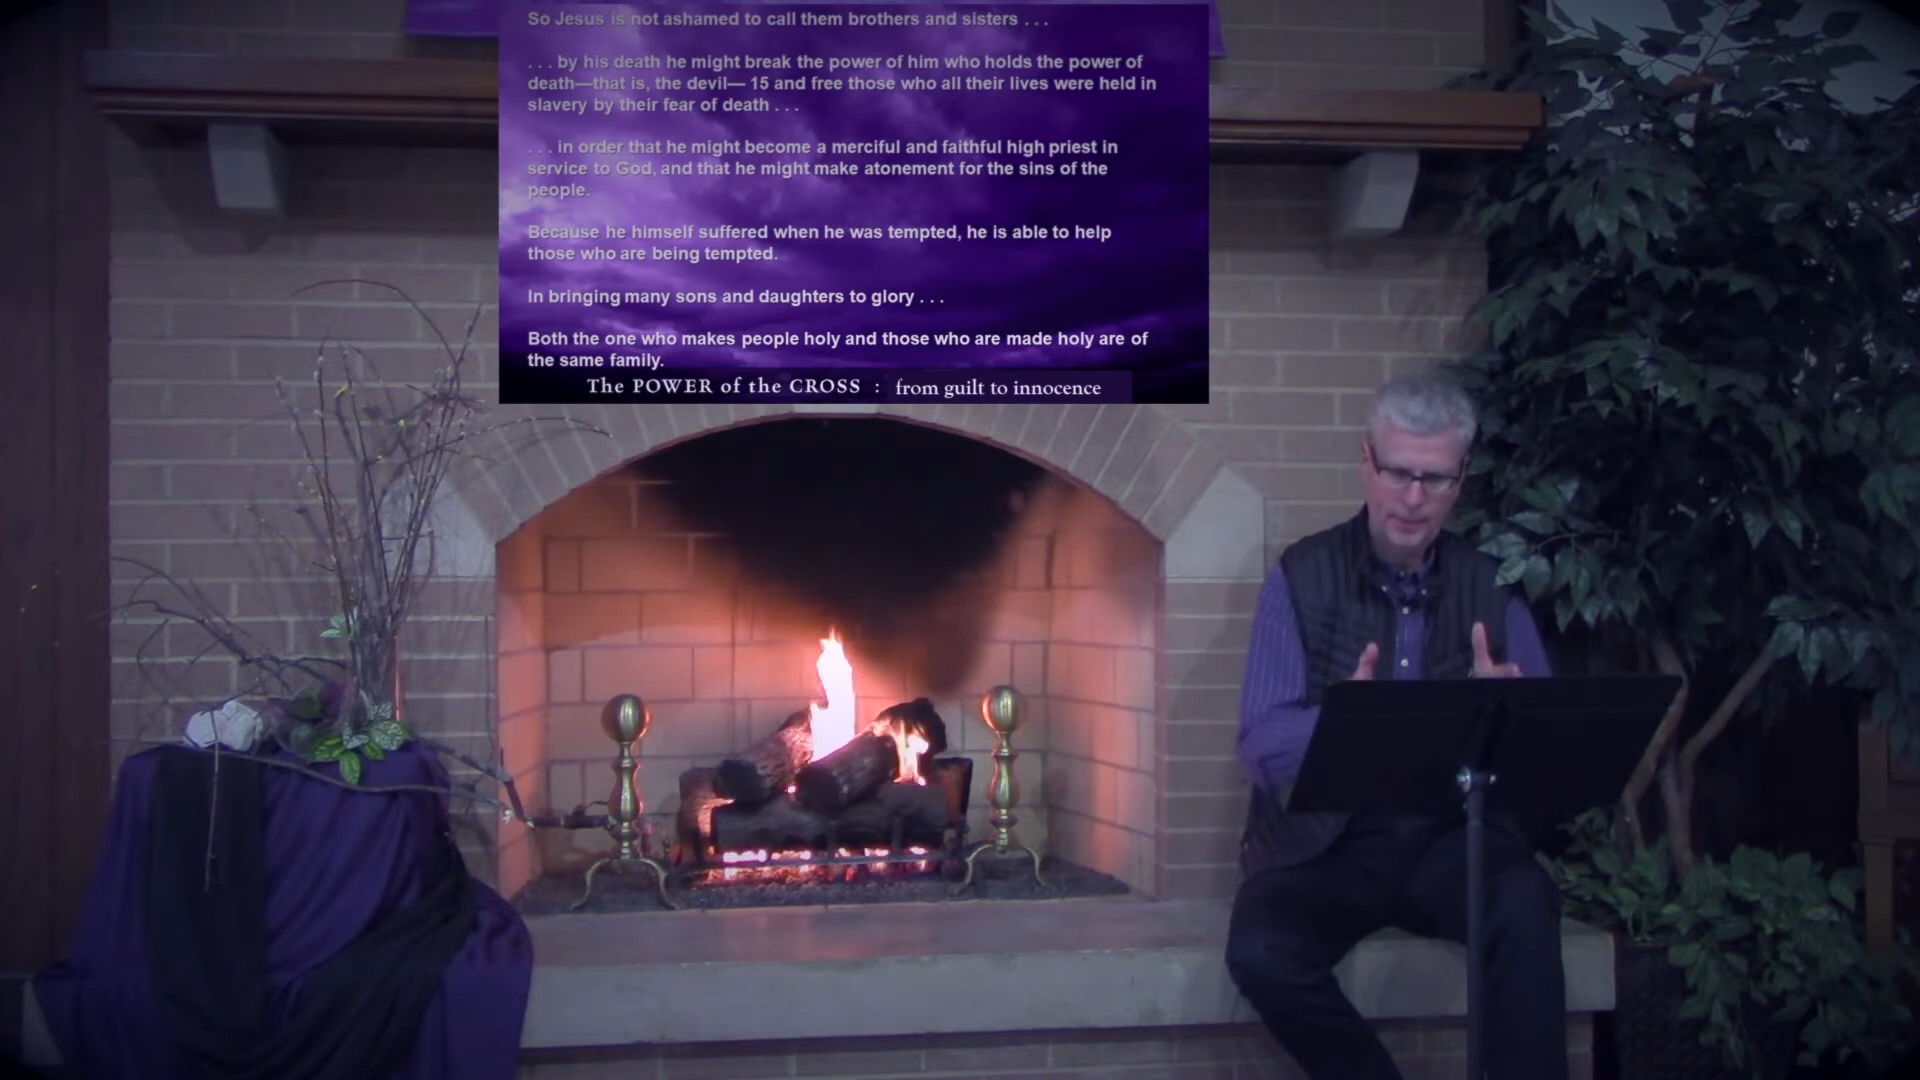 So Jesus is not ashamed to call them brothers and sisters . . .
. . . by his death he might break the power of him who holds the power of
death—that is, the devil— 15 and free those who all their lives were held in
slavery by their fear of death . . .
. . . in order that he might become a merciful and faithful high priest in
service to God, and that he might make atonement for the sins of the
people.
Because he himself suffered when he was tempted, he is able to help
those who are being tempted.
In bringing many sons and daughters to glory . . .
Both the one who makes people holy and those who are made holy are of
the same family.
The POWER of the CROSS : from guilt to innocence